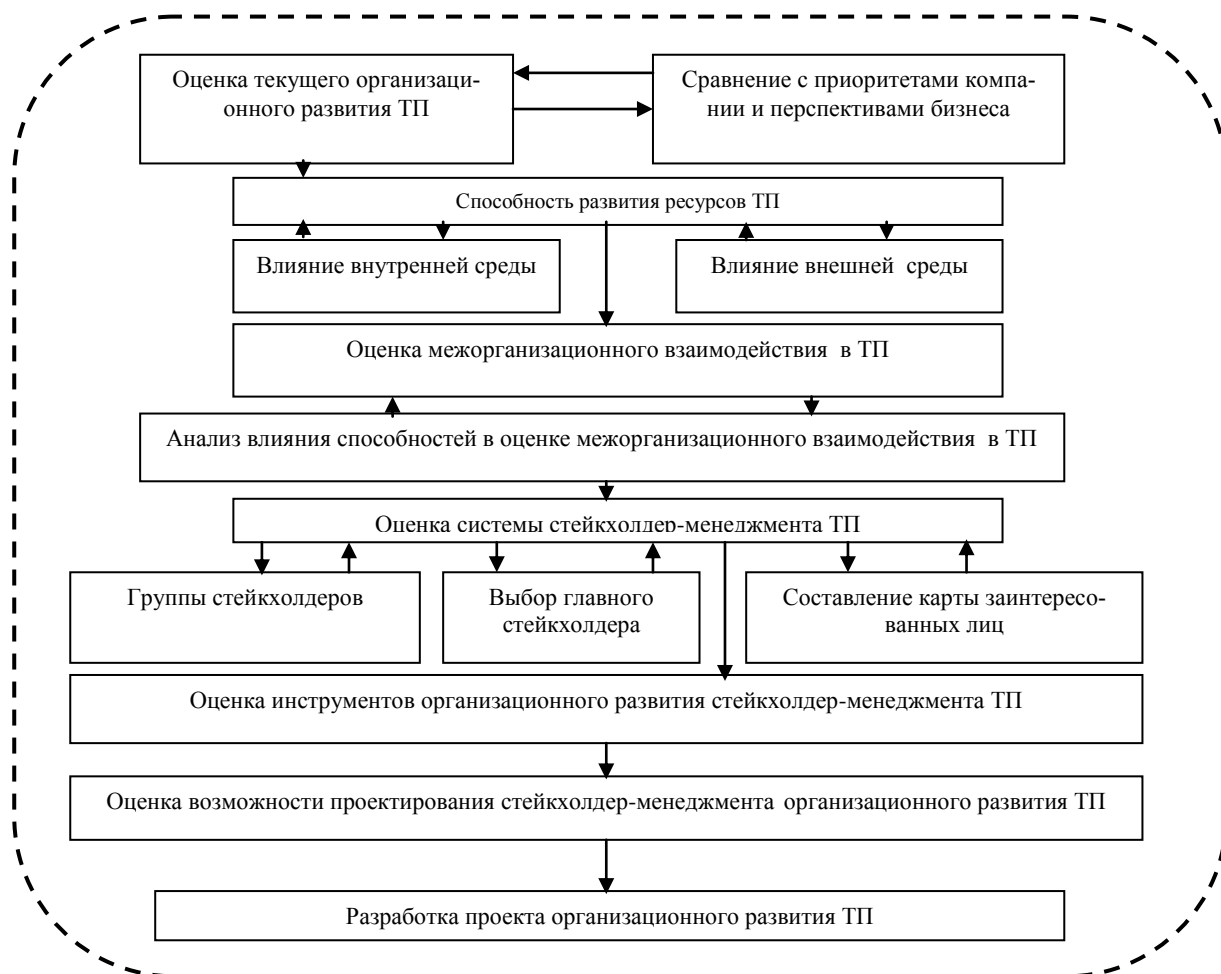 Оценка текущего организаци-
онного развития ТП
Сравнение с приоритетами компа-
нии и перспективами бизнеса
Способность развития ресурсов ТП
Влияние внутренней среды
Влияние внешней среды
Оценка межорганизационного взаимодействия в ТП
Анализ влияния способностей в оценке межорганизационного взаимодействия в ТП
Оценка системы стейкхолдер-менеджмента ТП
Группы стейкхолдеров
Выбор главного
стейкхолдера
Составление карты заинтересо-
ванных лиц
Оценка инструментов организационного развития стейкхолдер-менеджмента ТП
Оценка возможности проектирования стейкхолдер-менеджмента организационного развития ТП
Разработка проекта организационного развития ТП